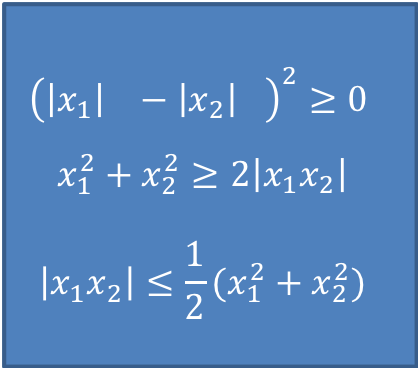 (|x₁| − |x₂| )² ≥ 0
x₁² + x₂² ≥ 2|x₁x₂|
|x₁x₂| ≤ 1/2 (x₁² + x₂²)